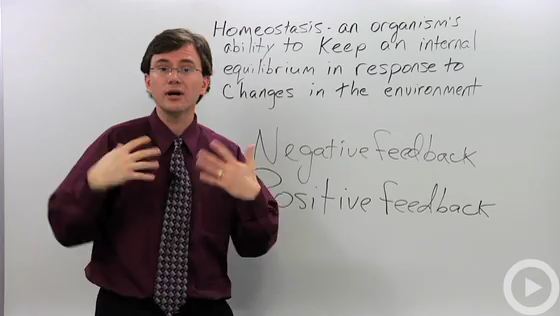 Homeostasis - an organism's
ability to keep an internal
equilibrium in response to
Changes in the environment
Negative feedback
Positive feedback